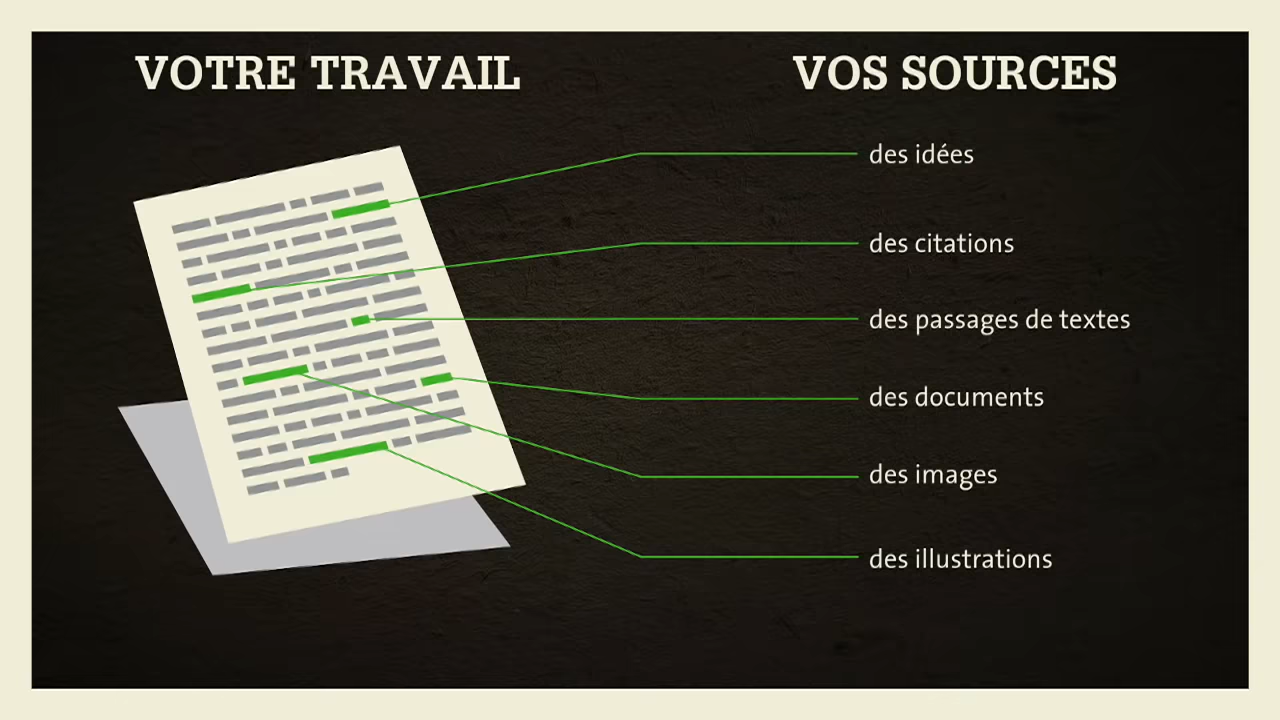 VOTRE TRAVAIL
VOS SOURCES
des idées
des citations
des passages de textes
des documents
des images
des illustrations